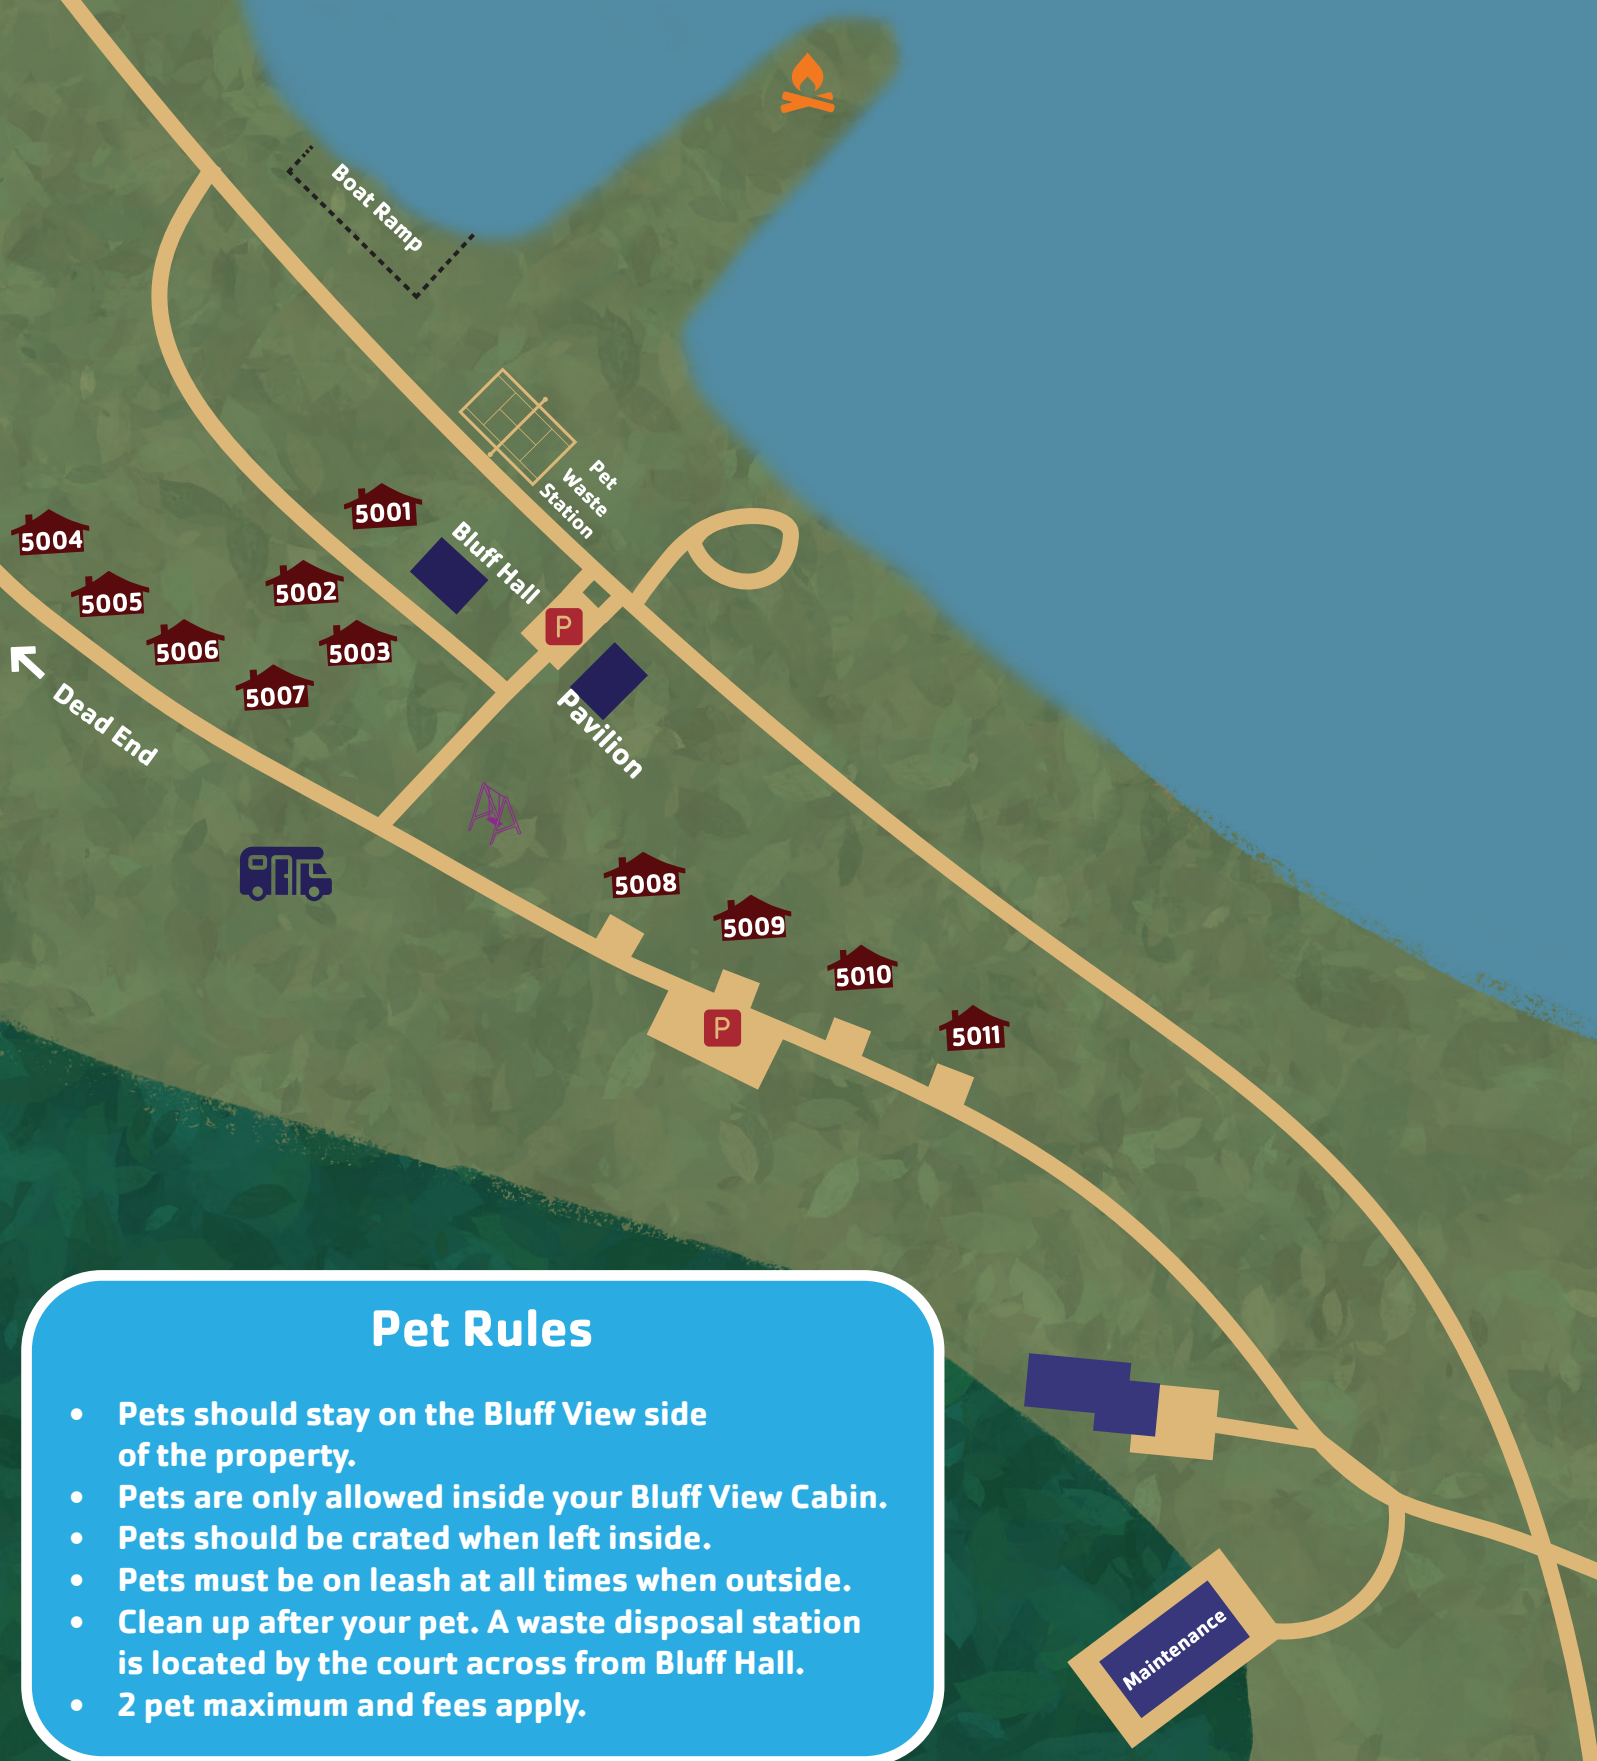 Boat Ramp
Pet
Waste
Station
5001
Bluff Hall
5004
5002
5005
P
5006
5003
5007
Pavilion
Dead End
5008
5009
5010
P
5011
Pet Rules
• Pets should stay on the Bluff View side
of the property.
• Pets are only allowed inside your Bluff View Cabin.
• Pets should be crated when left inside.
• Pets must be on leash at all times when outside.
• Clean up after your pet. A waste disposal station
is located by the court across from Bluff Hall.
• 2 pet maximum and fees apply.
Maintenance